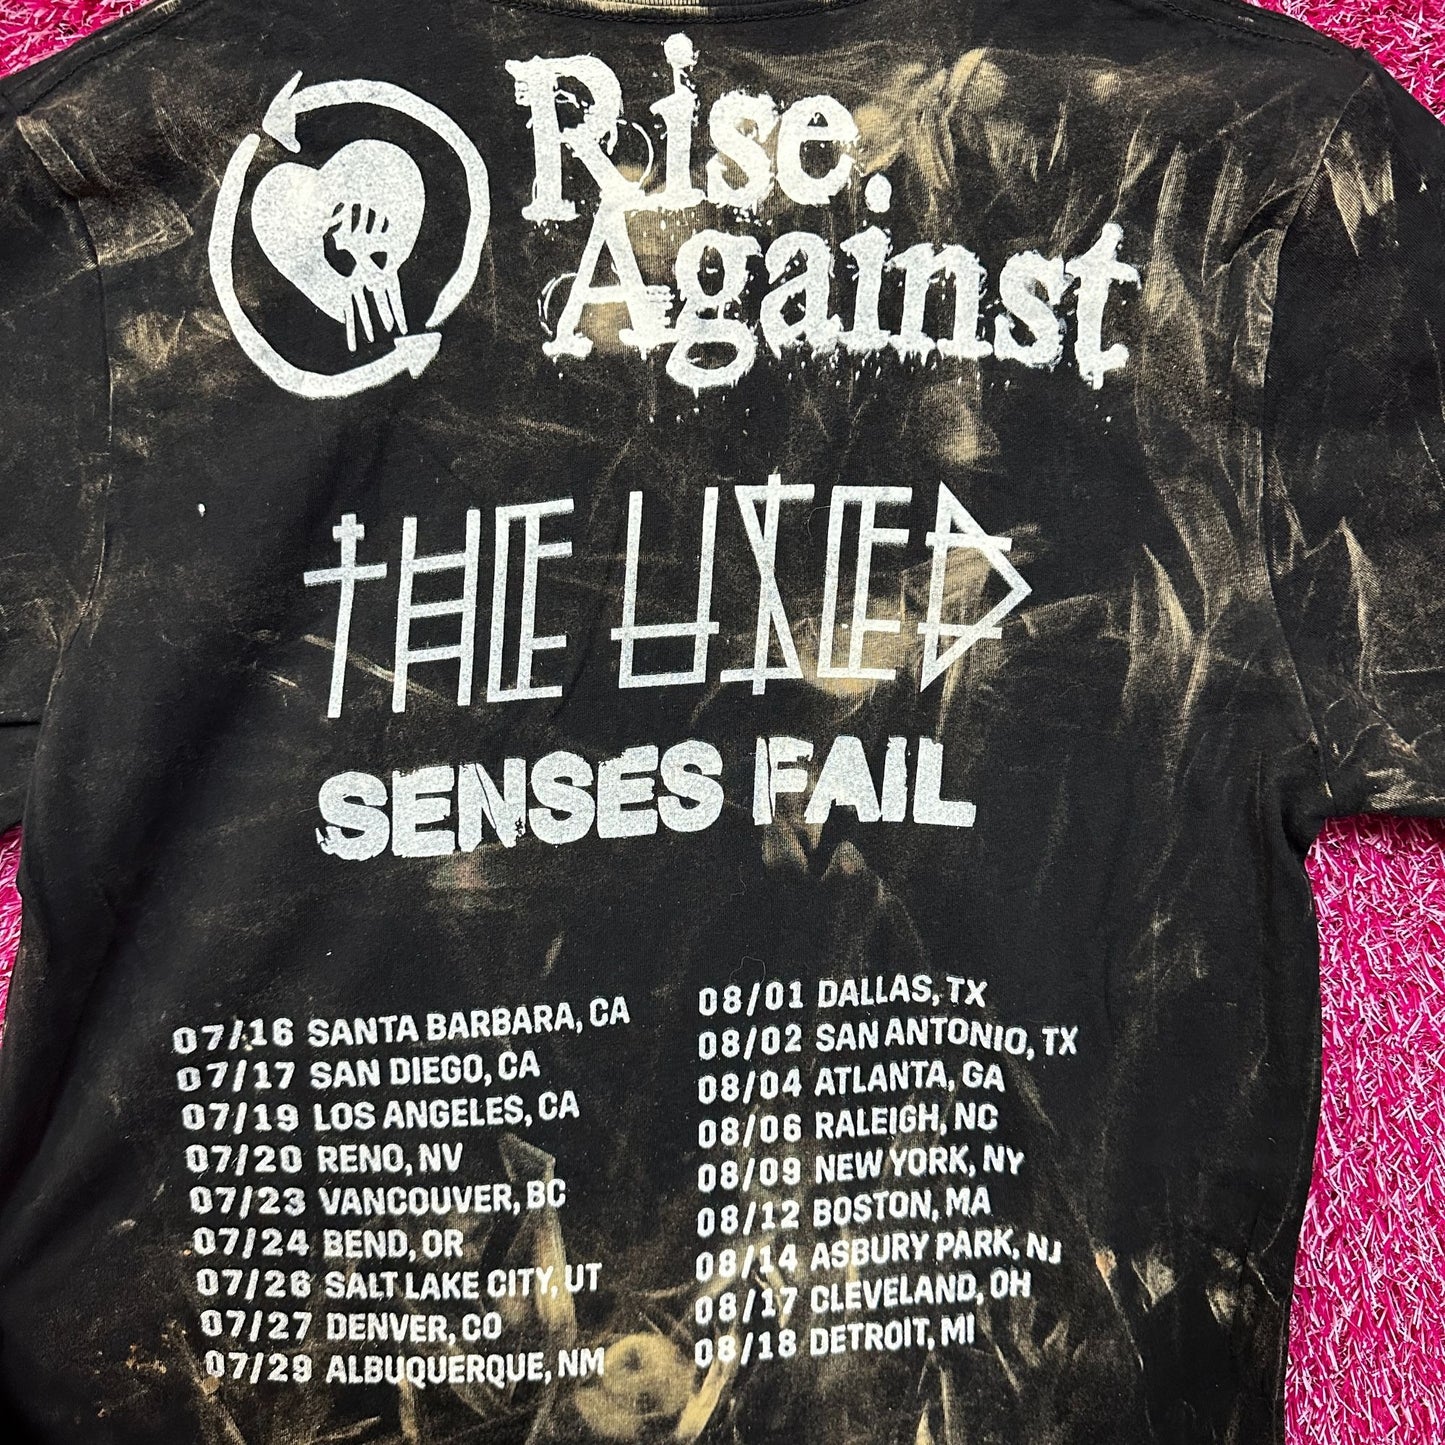 Rise.
Against
THE USED
SENSES FAIL
07/16 SANTA BARBARA, CA
07/17 SAN DIEGO, CA
07/19 LOS ANGELES, CA
07/20 RENO, NV
07/23 VANCOUVER, BC
07/24 BEND, OR
07/26 SALT LAKE CITY, UT
07/27 DENVER, CO
07/29 ALBUQUERQUE, NM
08/01 DALLAS, TX
08/02 SAN ANTONIO, TX
08/04 ATLANTA, GA
08/06 RALEIGH, NC
08/09 NEW YORK, NY
08/12 BOSTON, MA
08/14 ASBURY PARK, NJ
08/17 CLEVELAND, OH
08/18 DETROIT, MI